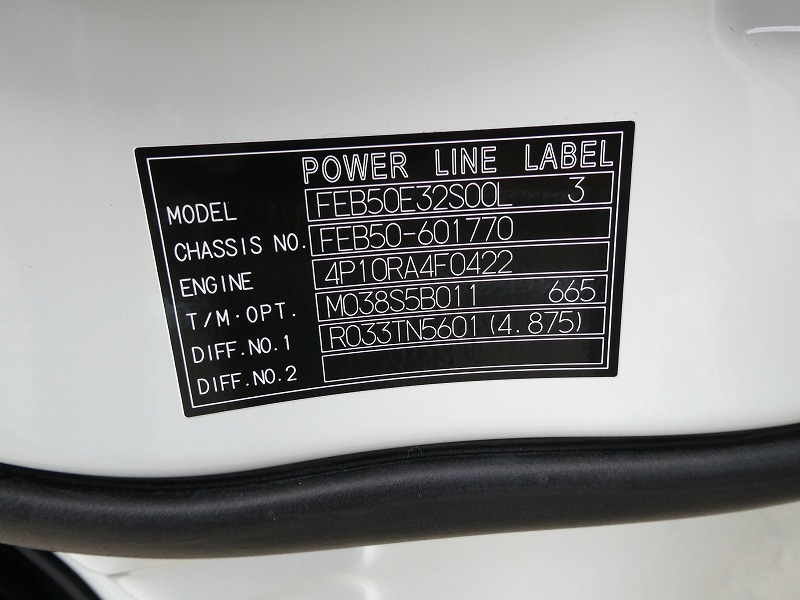 POWER LINE LABEL
MODEL FEB50E32S00L 3
CHASSIS NO. FEB50-601770
ENGINE 4P10RA4F0422
T/M·OPT. M038S5B011 665
DIFF.NO.1 R033TN5601(4.875)
DIFF.NO.2